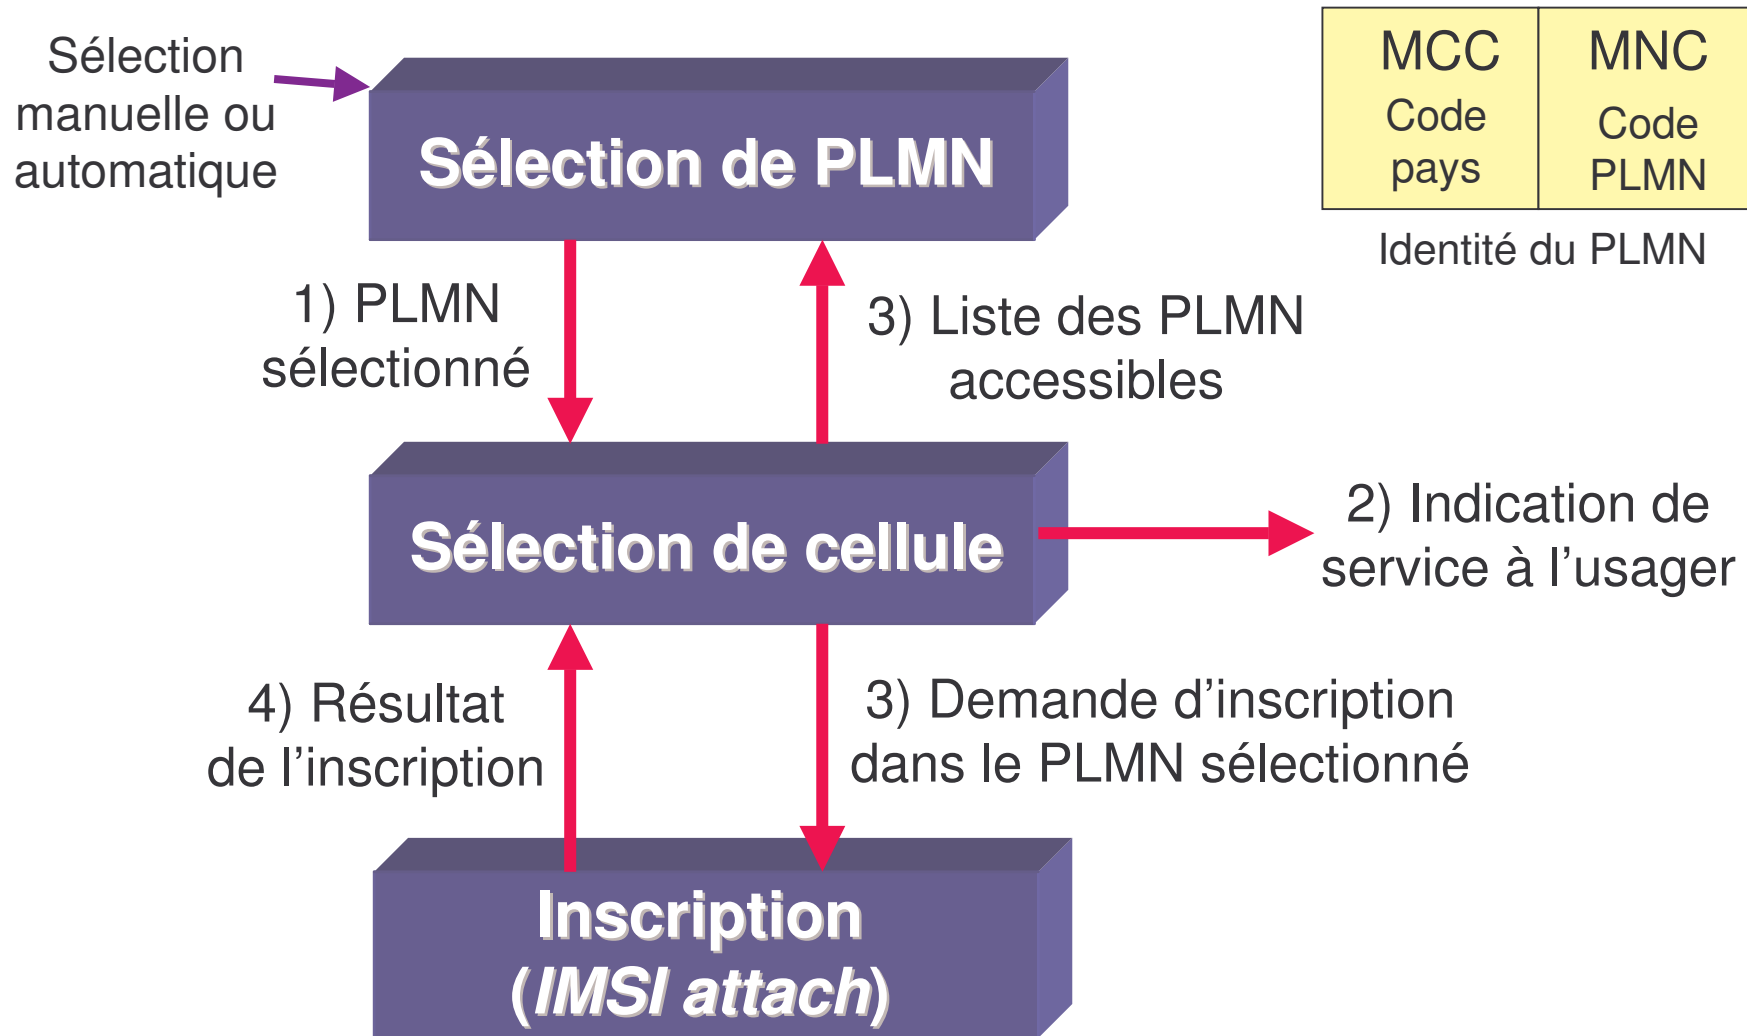 Sélection
manuelle ou
automatique
Sélection de PLMN
MCC
Code
pays
MNC
Code
PLMN
Identité du PLMN
1) PLMN
sélectionné
3) Liste des PLMN
accessibles
Sélection de cellule
2) Indication de
service à l’usager
4) Résultat
de l’inscription
3) Demande d’inscription
dans le PLMN sélectionné
Inscription
(IMSI attach)